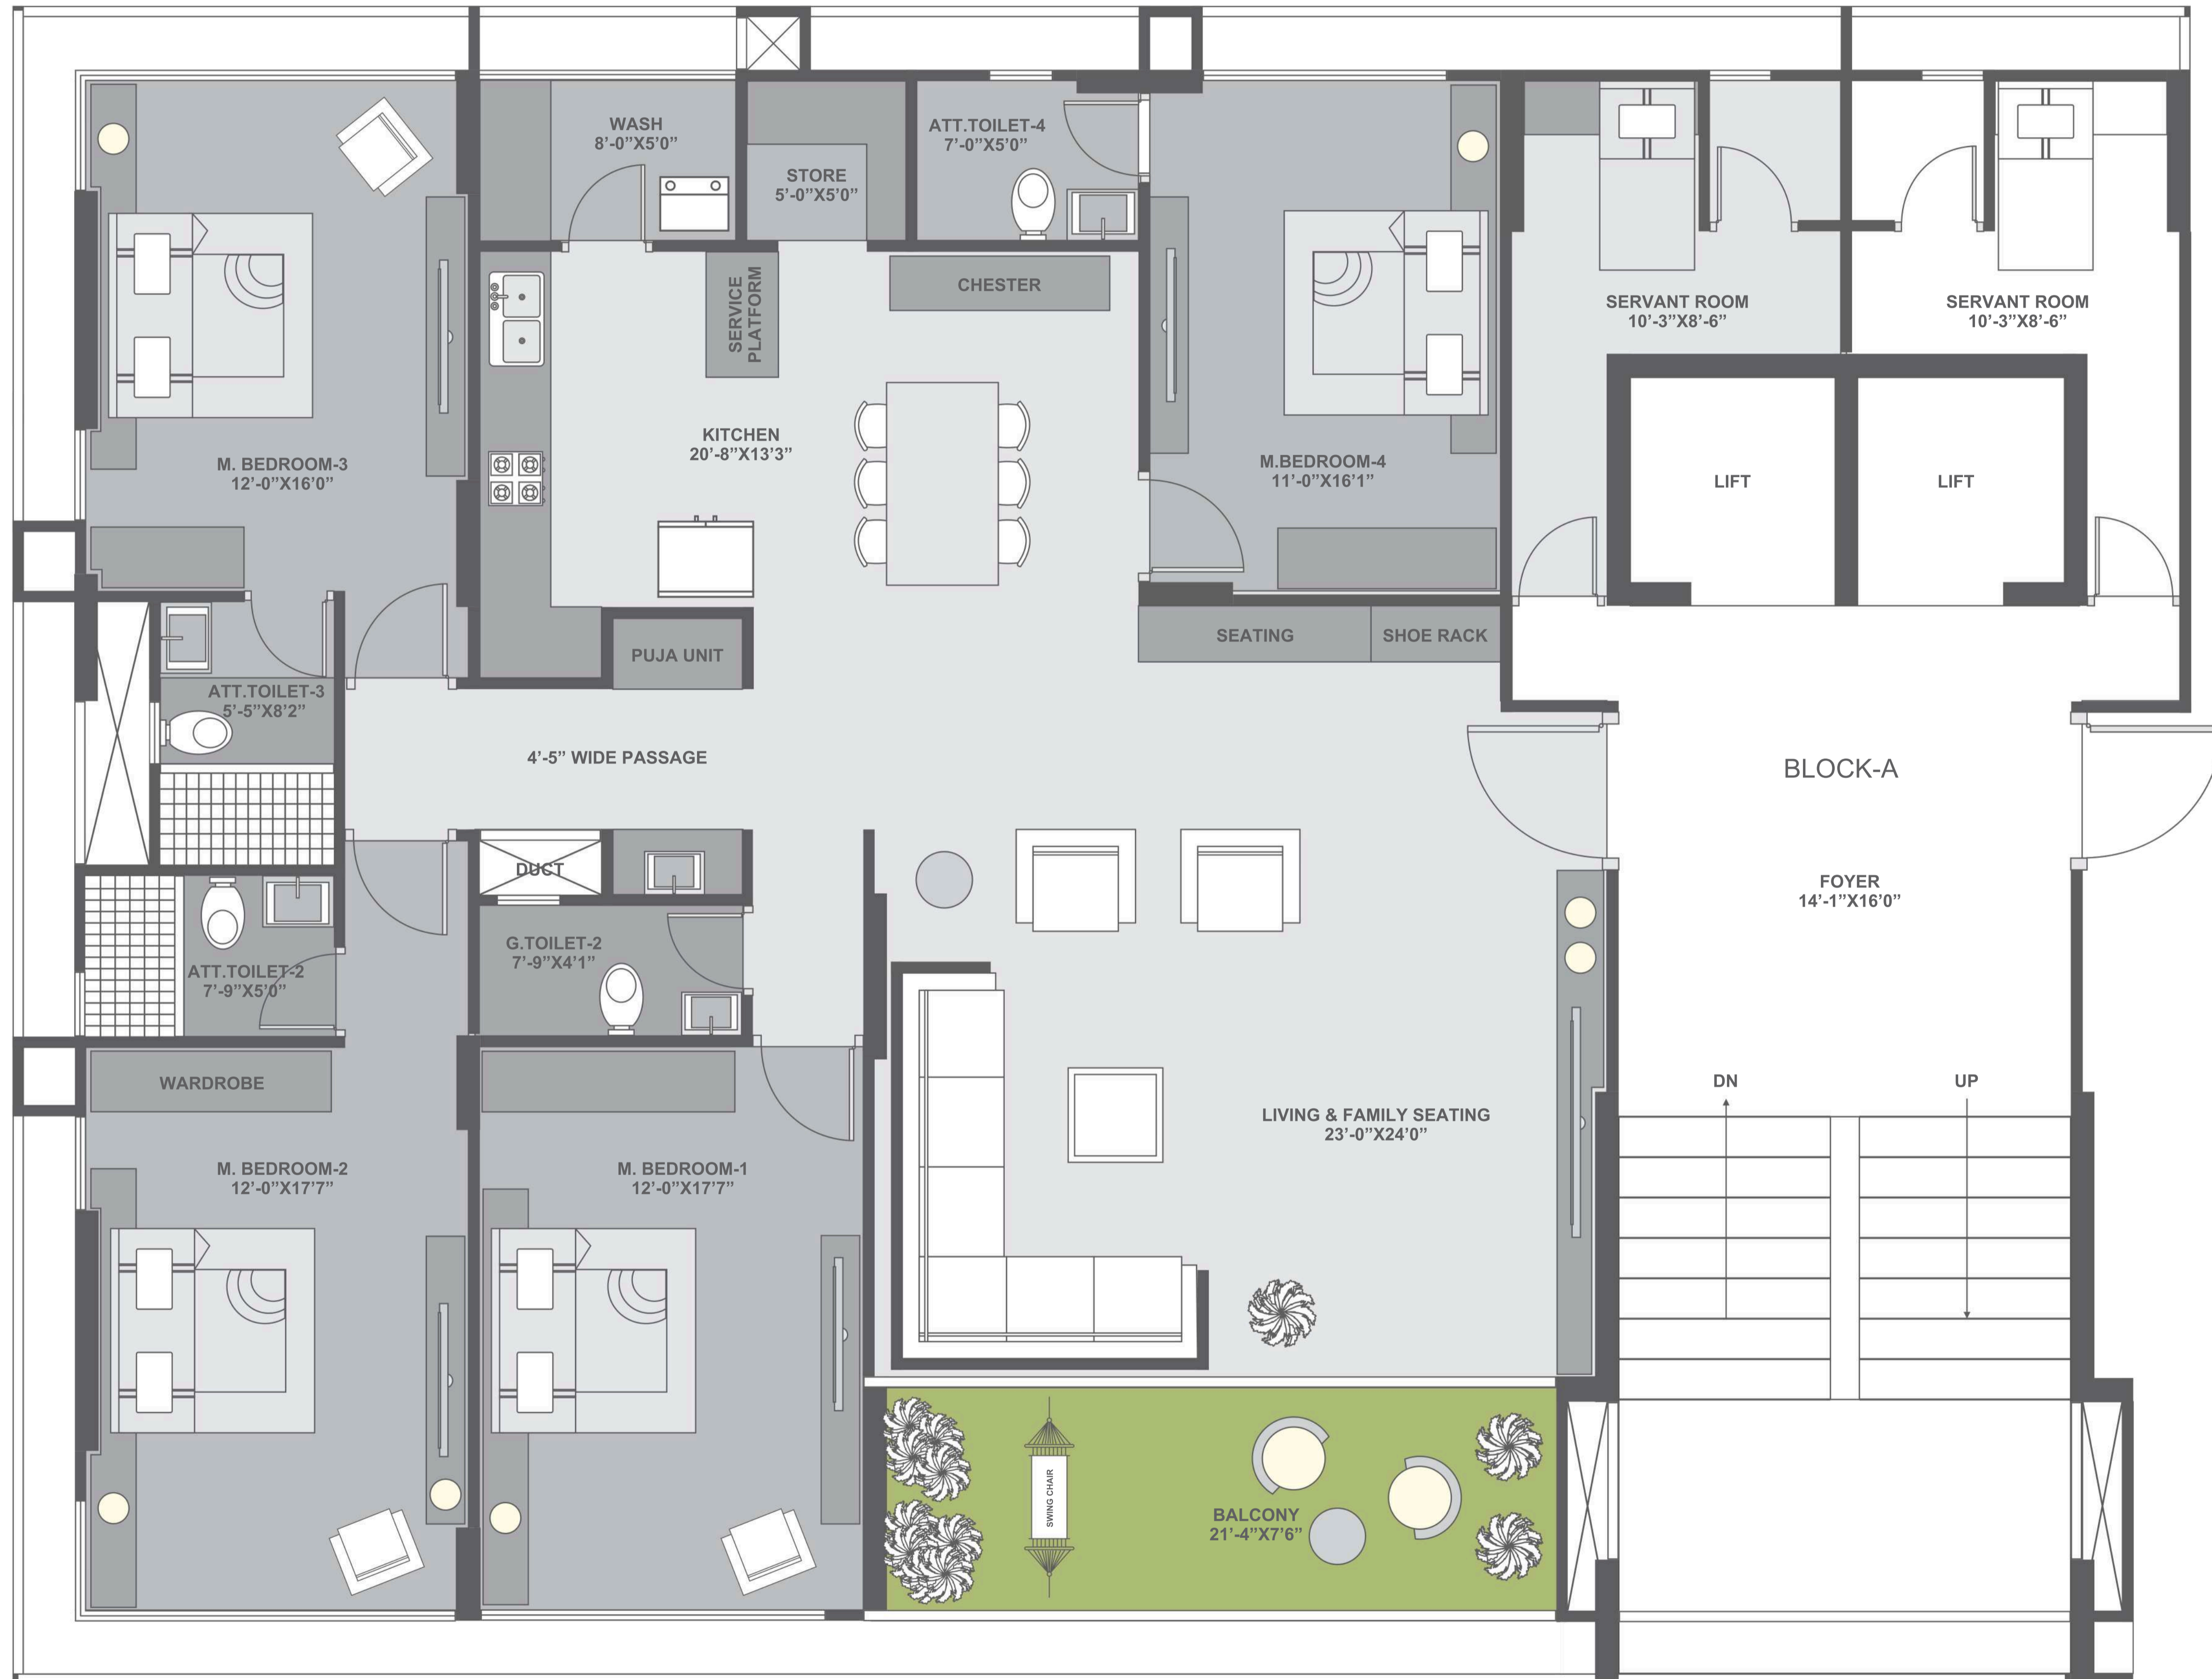 WASH
8’-0”X5’0”
STORE
5’-0”X5’0”
ATT.TOILET-4
7’-0”X5’0”
CHESTER
SERVICE
PLATFORM
SERVANT ROOM
10’-3”X8’-6”
SERVANT ROOM
10’-3”X8’-6”
M. BEDROOM-3
12’-0”X16’0”
KITCHEN
20’-8”X13’3”
M.BEDROOM-4
11’-0”X16’1”
LIFT
LIFT
PUJA UNIT
SEATING
SHOE RACK
ATT.TOILET-3
5’-5”X8’2”
4’-5” WIDE PASSAGE
BLOCK-A
DUCT
FOYER
14’-1”X16’0”
G.TOILET-2
7’-9”X4’1”
ATT.TOILET-2
7’-9”X5’0”
WARDROBE
DN
UP
LIVING & FAMILY SEATING
23’-0”X24’0”
M. BEDROOM-2
12’-0”X17’7”
M. BEDROOM-1
12’-0”X17’7”
SWING CHAIR
BALCONY
21’-4”X7’6”